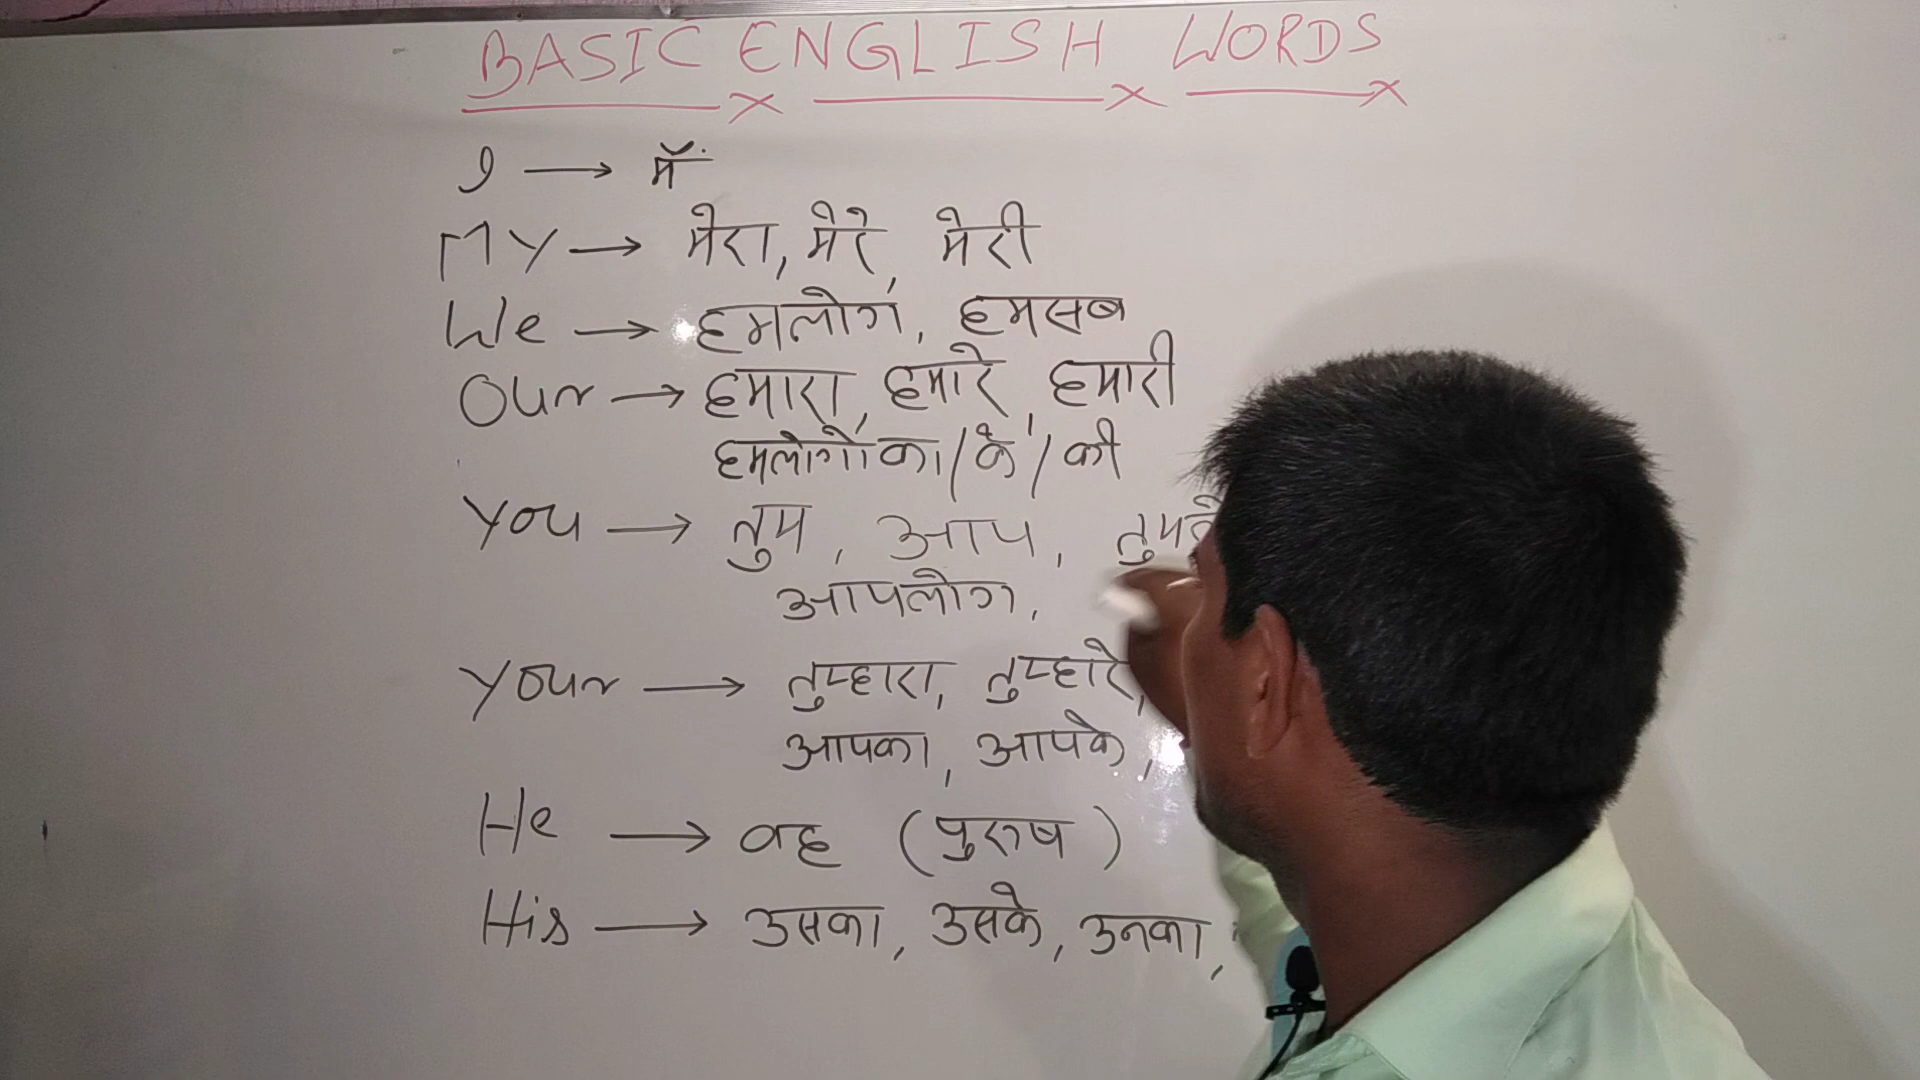 BASIC ENGLISH WORDS
I → मैं
MY → मेरा, मेरे, मेरी
We → हमलोग, हमसब
Our → हमारा, हमारे, हमारी
हमलोगों का / के / की
You → तुम, आप,
आपलोग,
Your → तुम्हारा, तुम्हारे,
आपका, आपके,
He → वह (पुरुष)
His → उसका, उसके, उनका,